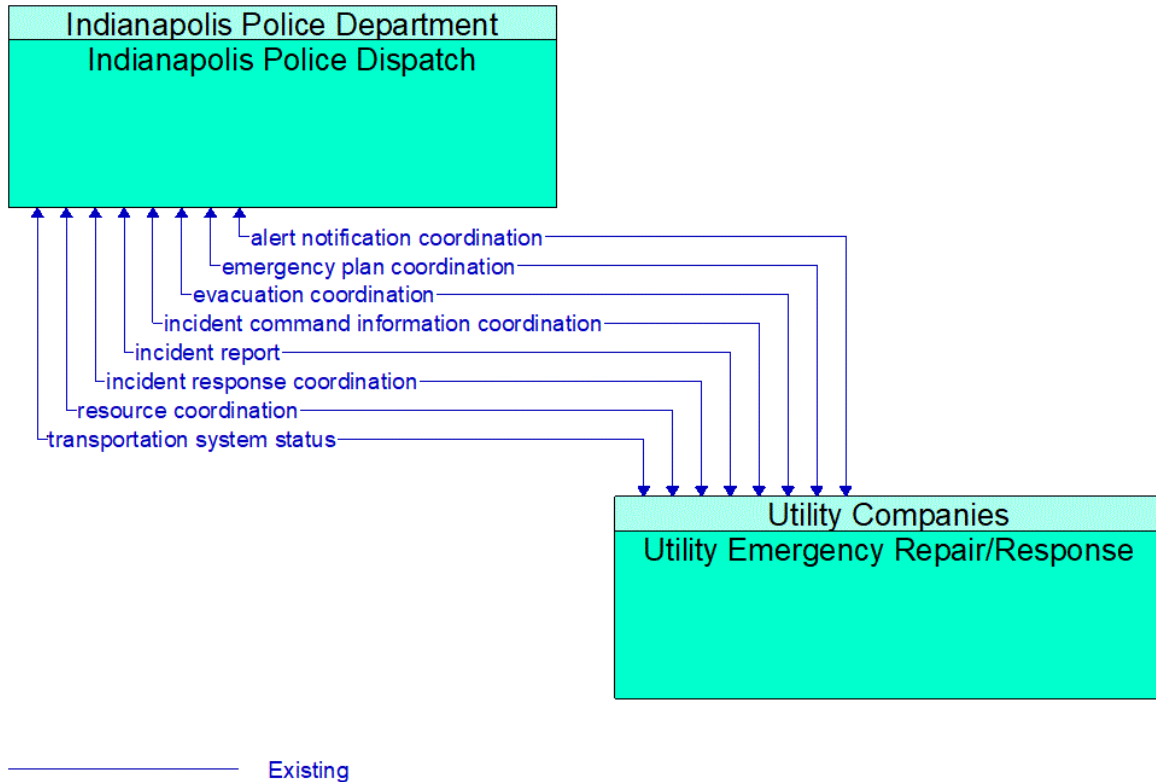 Indianapolis Police Department
Indianapolis Police Dispatch
alert notification coordination
emergency plan coordination
evacuation coordination
incident command information coordination
incident report
incident response coordination
resource coordination
transportation system status
Utility Companies
Utility Emergency Repair/Response
Existing